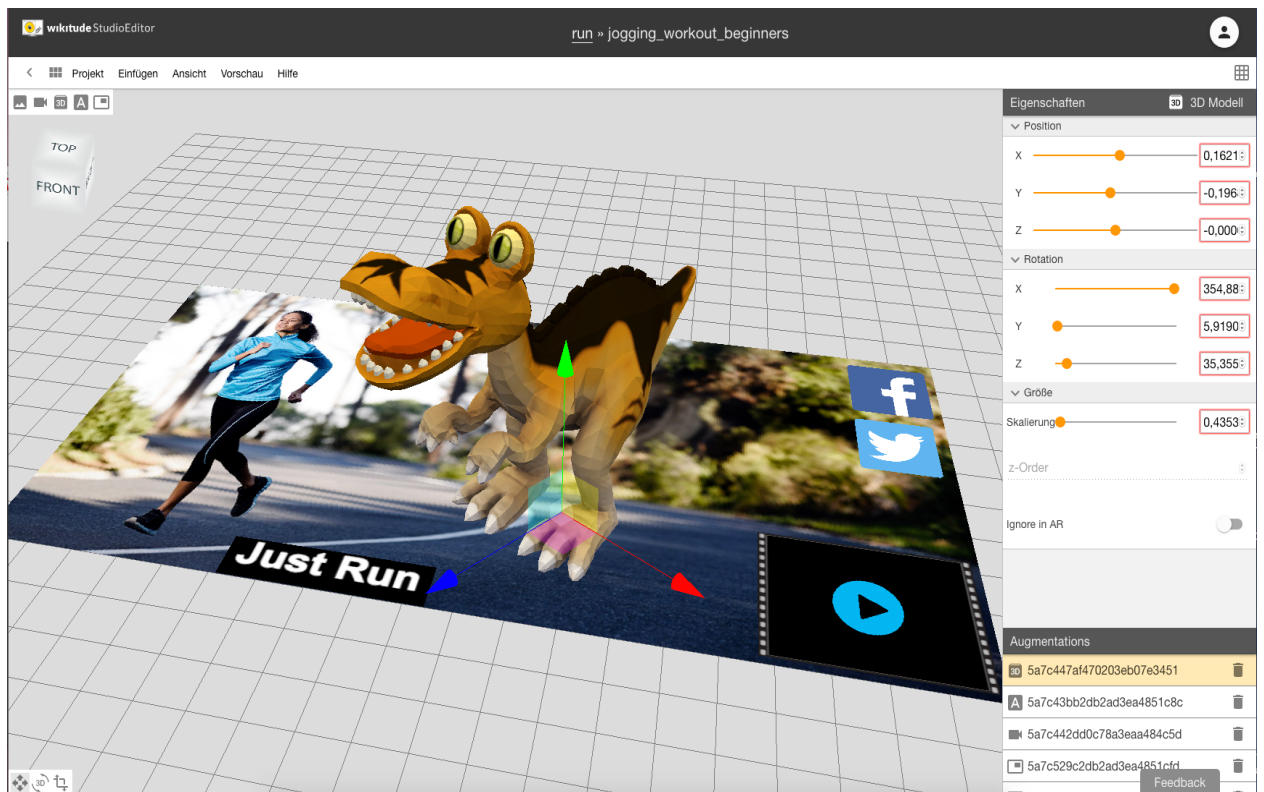 wikitude StudioEditor
run » jogging_workout_beginners
Projekt Einfügen Ansicht Vorschau Hilfe
3D A
TOP
FRONT
Just Run
f
3D
Eigenschaften 3D 3D Modell
Position
X 0,1621
Y -0,196
Z -0,000
Rotation
X 354,88
Y 5,9190
Z 35,355
Größe
Skalierung 0,4353
z-Order
Ignore in AR
Augmentations
3D 5a7c447af470203eb07e3451
A 5a7c43bb2db2ad3ea4851c8c
5a7c442dd0c78a3eaa484c5d
5a7c529c2db2ad3ea4851cfd
Feedback